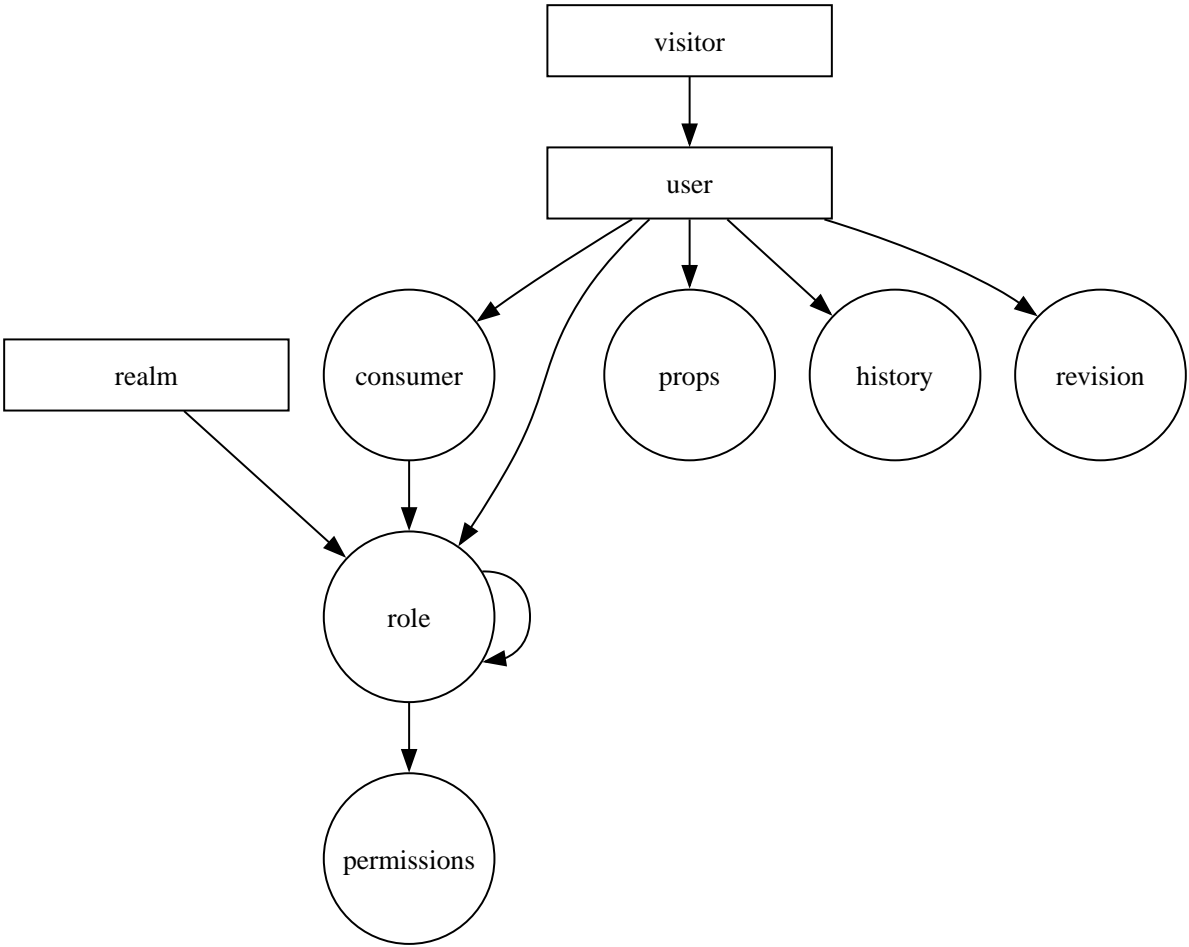 visitor
user
realm
consumer
props
history
revision
role
permissions